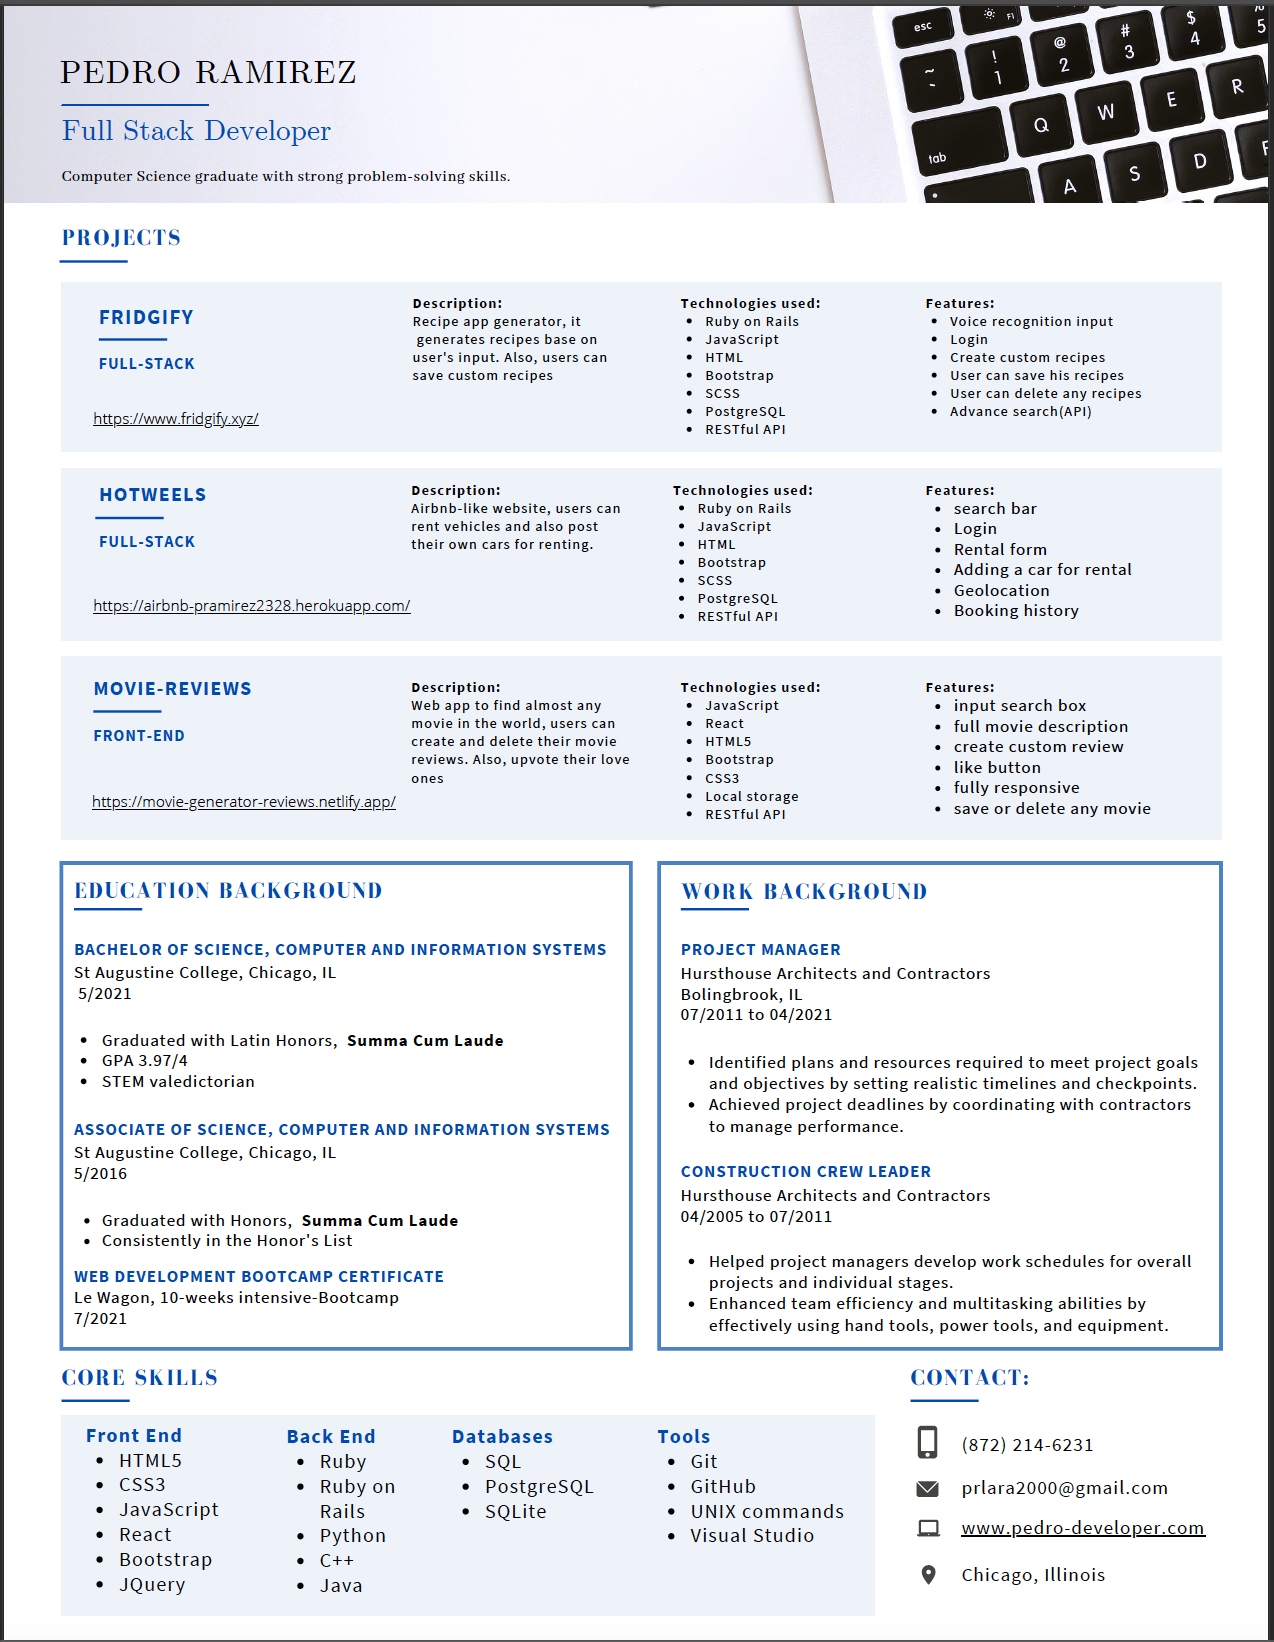 PEDRO RAMIREZ
Full Stack Developer
Computer Science graduate with strong problem-solving skills.
esc
F1
~
`
!
1
@
2
#
3
$
4
%
5
tab
Q
W
E
R
A
S
D
F
PROJECTS
FRIDGIFY
FULL-STACK
https://www.fridgify.xyz/
Description:
Recipe app generator, it
generates recipes base on
user's input. Also, users can
save custom recipes
Technologies used:
• Ruby on Rails
• JavaScript
• HTML
• Bootstrap
• SCSS
• PostgreSQL
• RESTful API
Features:
• Voice recognition input
• Login
• Create custom recipes
• User can save his recipes
• User can delete any recipes
• Advance search(API)
HOTWEELS
FULL-STACK
https://airbnb-pramirez2328.herokuapp.com/
Description:
Airbnb-like website, users can
rent vehicles and also post
their own cars for renting.
Technologies used:
• Ruby on Rails
• JavaScript
• HTML
• Bootstrap
• SCSS
• PostgreSQL
• RESTful API
Features:
• search bar
• Login
• Rental form
• Adding a car for rental
• Geolocation
• Booking history
MOVIE-REVIEWS
FRONT-END
https://movie-generator-reviews.netlify.app/
Description:
Web app to find almost any
movie in the world, users can
create and delete their movie
reviews. Also, upvote their love
ones
Technologies used:
• JavaScript
• React
• HTML5
• Bootstrap
• CSS3
• Local storage
• RESTful API
Features:
• input search box
• full movie description
• create custom review
• like button
• fully responsive
• save or delete any movie
EDUCATION BACKGROUND
BACHELOR OF SCIENCE, COMPUTER AND INFORMATION SYSTEMS
St Augustine College, Chicago, IL
5/2021
• Graduated with Latin Honors, Summa Cum Laude
• GPA 3.97/4
• STEM valedictorian
ASSOCIATE OF SCIENCE, COMPUTER AND INFORMATION SYSTEMS
St Augustine College, Chicago, IL
5/2016
• Graduated with Honors, Summa Cum Laude
• Consistently in the Honor's List
WEB DEVELOPMENT BOOTCAMP CERTIFICATE
Le Wagon, 10-weeks intensive-Bootcamp
7/2021
WORK BACKGROUND
PROJECT MANAGER
Hursthouse Architects and Contractors
Bolingbrook, IL
07/2011 to 04/2021
• Identified plans and resources required to meet project goals
and objectives by setting realistic timelines and checkpoints.
• Achieved project deadlines by coordinating with contractors
to manage performance.
CONSTRUCTION CREW LEADER
Hursthouse Architects and Contractors
04/2005 to 07/2011
• Helped project managers develop work schedules for overall
projects and individual stages.
• Enhanced team efficiency and multitasking abilities by
effectively using hand tools, power tools, and equipment.
CORE SKILLS
Front End
• HTML5
• CSS3
• JavaScript
• React
• Bootstrap
• JQuery
Back End
• Ruby
• Ruby on
Rails
• Python
• C++
• Java
Databases
• SQL
• PostgreSQL
• SQLite
Tools
• Git
• GitHub
• UNIX commands
• Visual Studio
CONTACT:
(872) 214-6231
prlara2000@gmail.com
www.pedro-developer.com
Chicago, Illinois